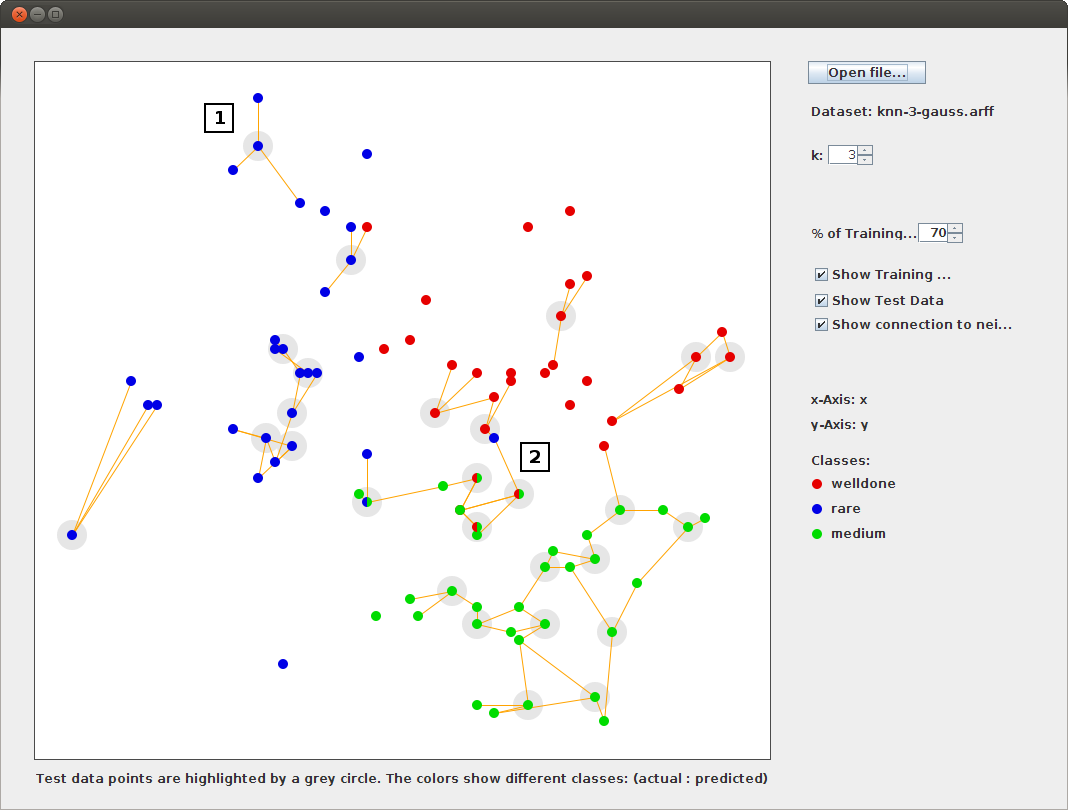 Open file...
1
Dataset: knn-3-gauss.arff
k: 3
% of Training... 70
Show Training ...
Show Test Data
Show connection to nei...
x-Axis: x
y-Axis: y
2
Classes:
welldone
rare
medium
Test data points are highlighted by a grey circle. The colors show different classes: (actual : predicted)